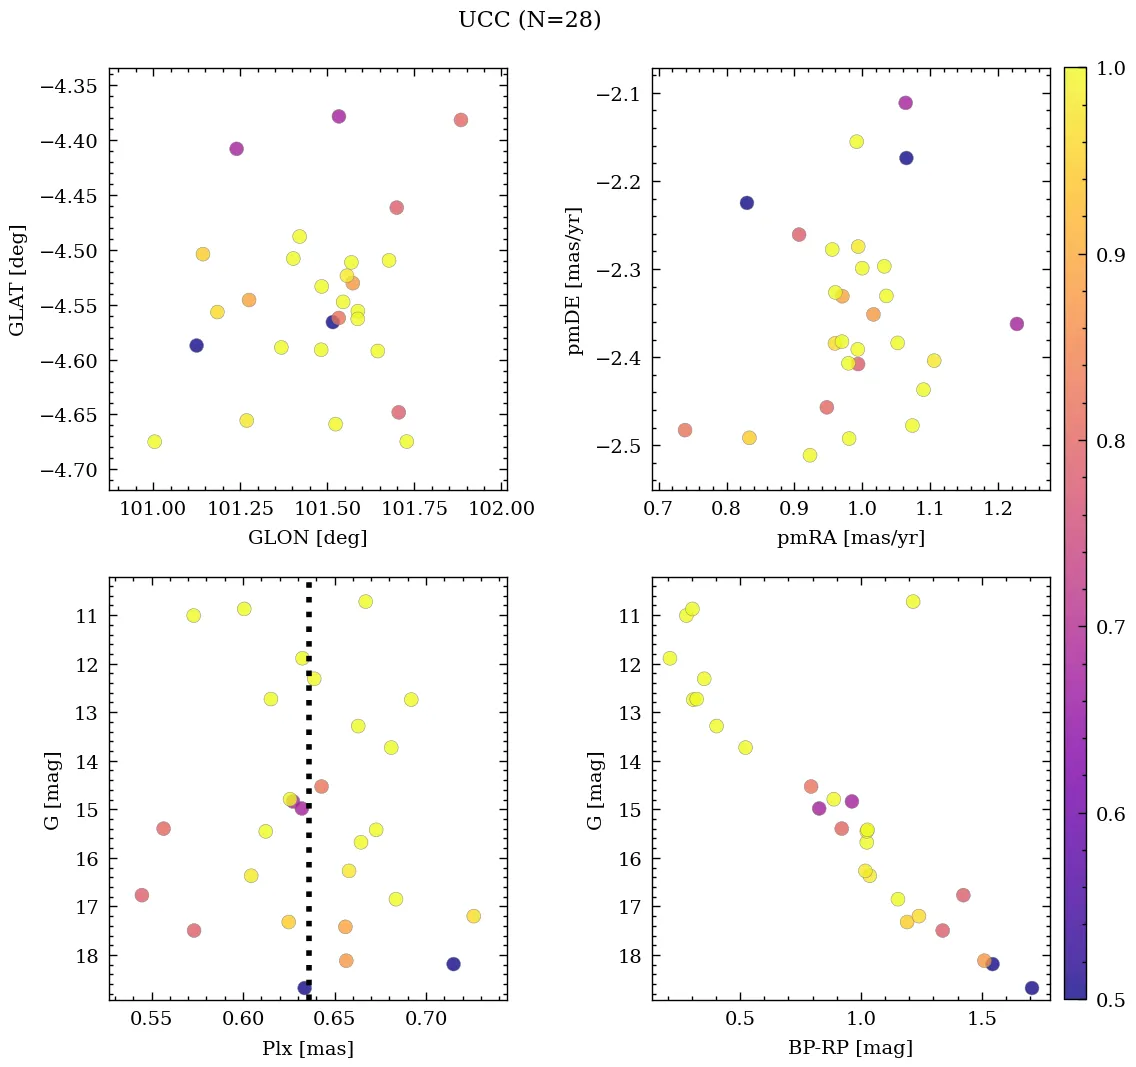 UCC (N=28)
−4.35
−4.40
−4.45
−4.50
−4.55
−4.60
−4.65
−4.70
GLAT [deg]
101.00 101.25 101.50 101.75 102.00
GLON [deg]
−2.1
−2.2
−2.3
−2.4
−2.5
pmDE [mas/yr]
0.7 0.8 0.9 1.0 1.1 1.2
pmRA [mas/yr]
1.0
0.9
0.8
0.7
0.6
0.5
11
12
13
14
15
16
17
18
G [mag]
0.55 0.60 0.65 0.70
Plx [mas]
11
12
13
14
15
16
17
18
G [mag]
0.5 1.0 1.5
BP-RP [mag]